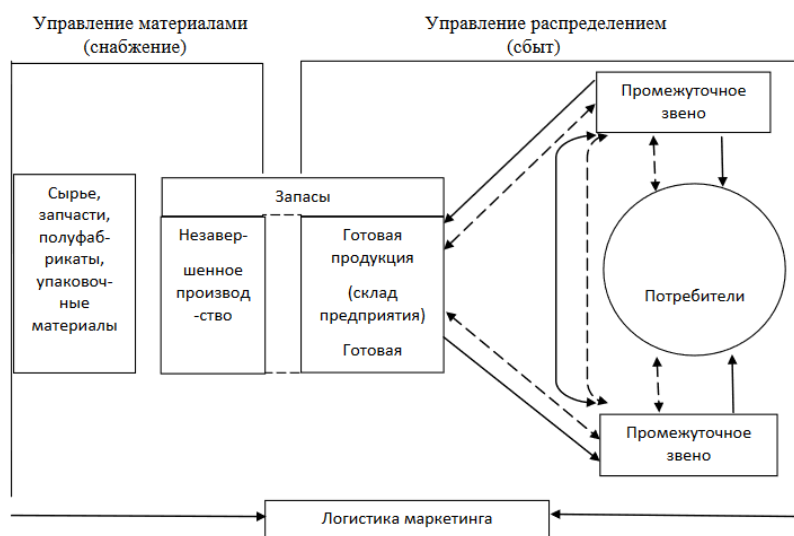 Управление материалами
(снабжение)
Управление распределением
(сбыт)
Промежуточное
звено
Сырье,
запчасти,
полуфаб-
рикаты,
упаковоч-
ные
материалы
Запасы
Незавер-
шенное
производ
-ство
Готовая
продукция
(склад
предприятия)
Готовая
Потребители
Промежуточное
звено
Логистика маркетинга